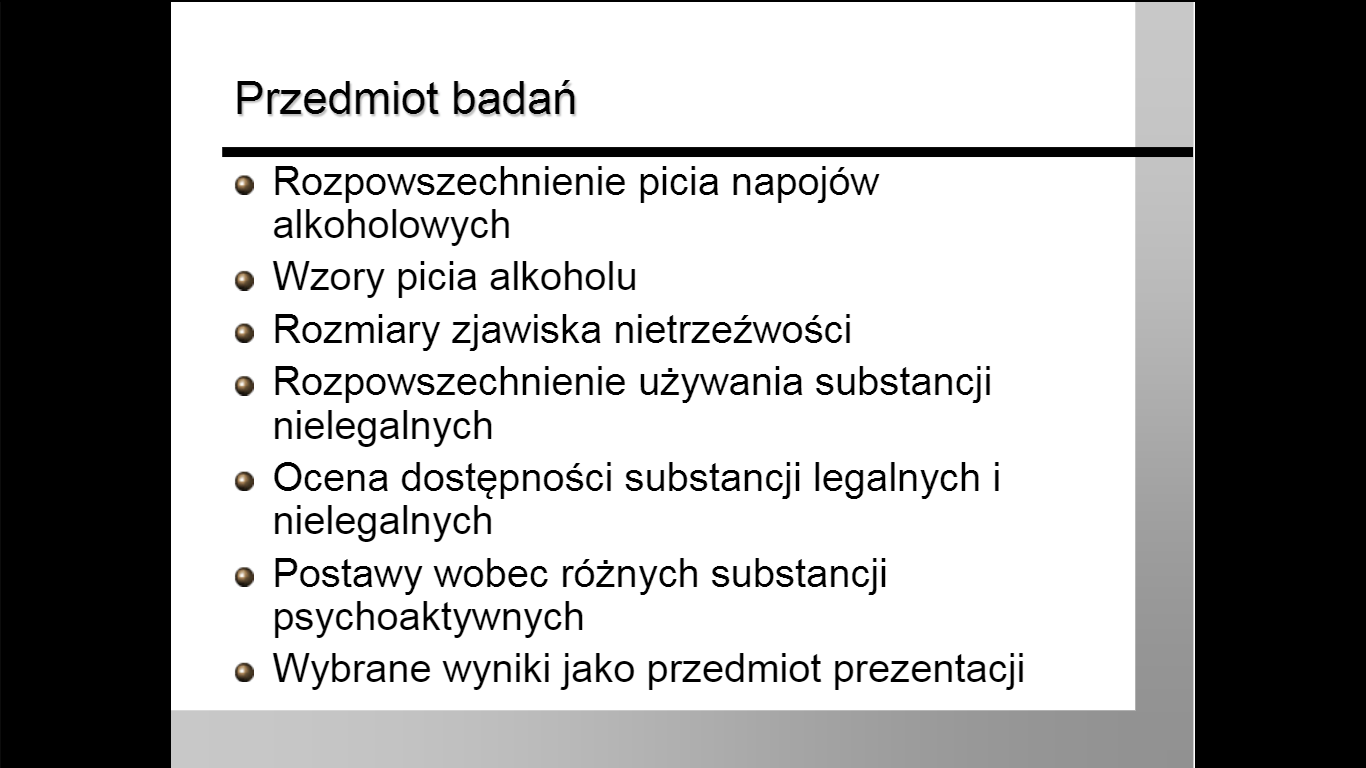 Przedmiot badań
Rozpowszechnienie picia napojów
alkoholowych
Wzory picia alkoholu
Rozmiary zjawiska nietrzeźwości
Rozpowszechnienie używania substancji
nielegalnych
Ocena dostępności substancji legalnych i
nielegalnych
Postawy wobec różnych substancji
psychoaktywnych
Wybrane wyniki jako przedmiot prezentacji